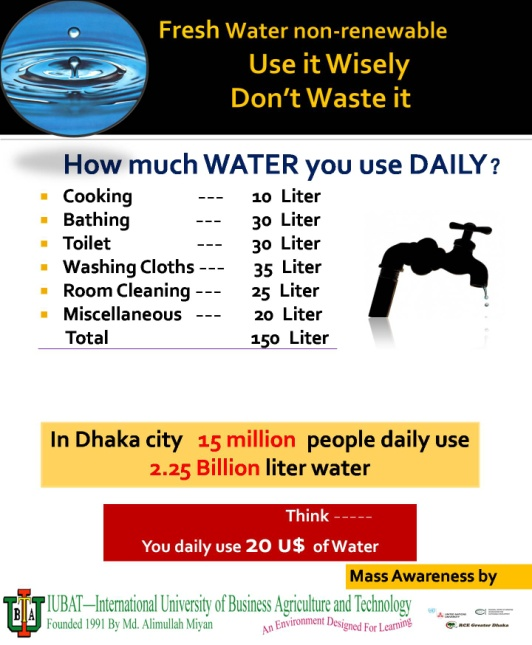 Fresh Water non-renewable
Use it Wisely
Don't Waste it
How much WATER you use DAILY?
Cooking --- 10 Liter
Bathing --- 30 Liter
Toilet --- 30 Liter
Washing Cloths --- 35 Liter
Room Cleaning --- 25 Liter
Miscellaneous --- 20 Liter
Total 150 Liter
In Dhaka city 15 million people daily use
2.25 Billion liter water
Think -----
You daily use 20 U$ of Water
Mass Awareness by
IUBAT
IUBAT—International University of Business Agriculture and Technology
Founded 1991 By Md. Alimullah Miyan
An Environment Designed For Learning
RCE Greater Dhaka